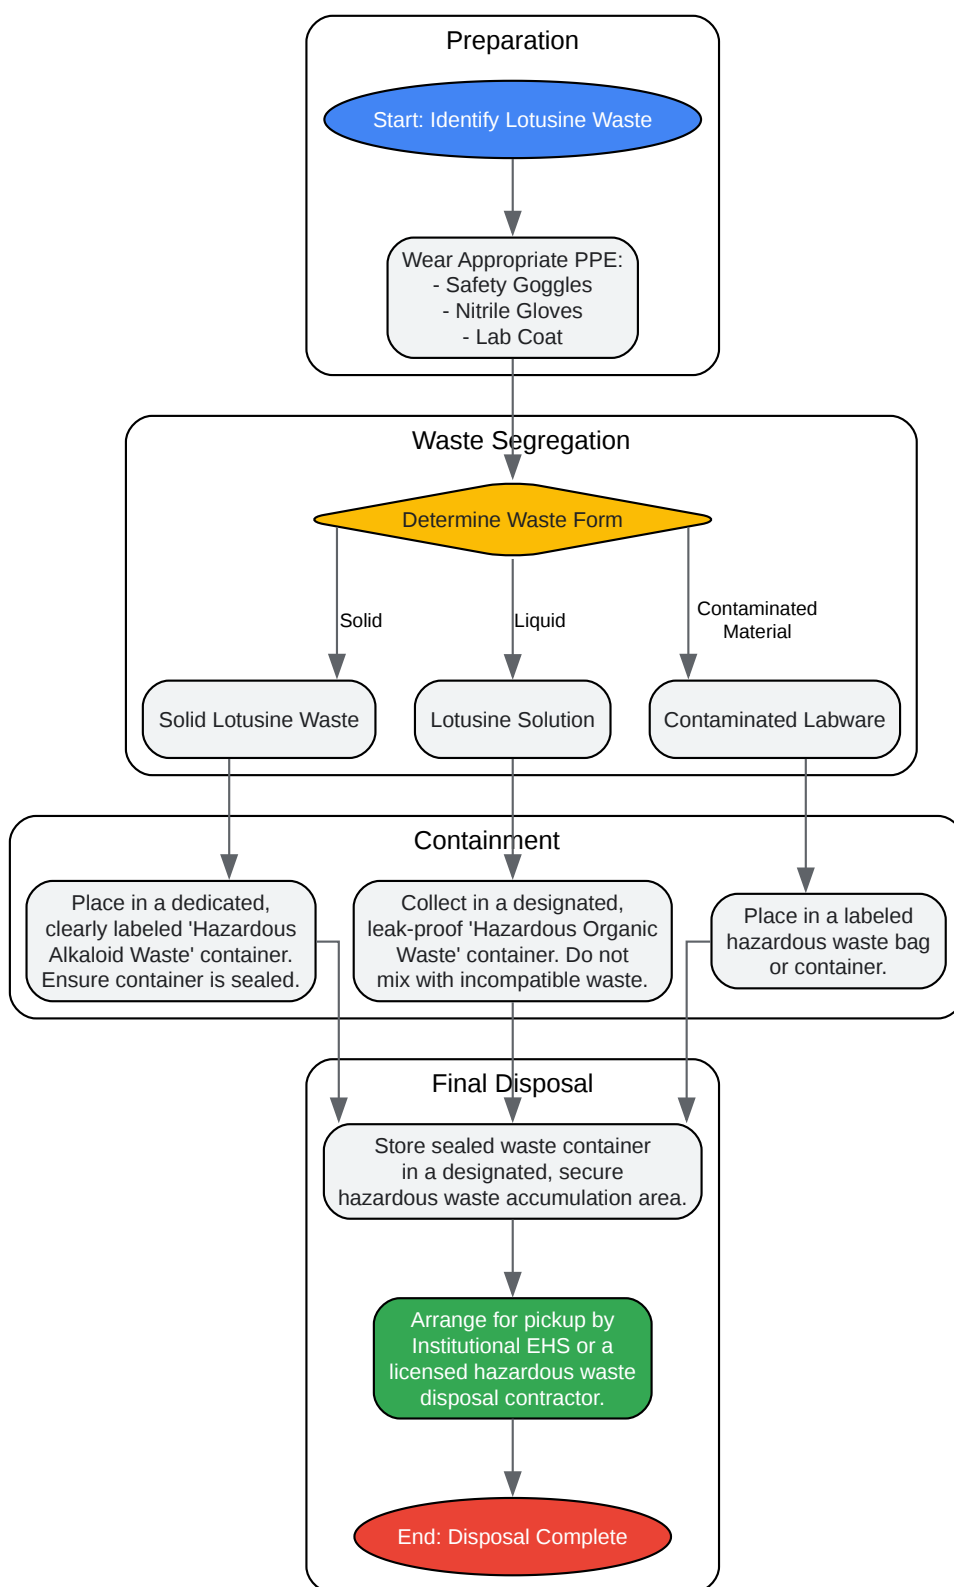 Preparation
Start: Identify Lotusine Waste
Wear Appropriate PPE:
- Safety Goggles
- Nitrile Gloves
- Lab Coat
Waste Segregation
Determine Waste Form
Solid
Liquid
Contaminated
Material
Solid Lotusine Waste
Lotusine Solution
Contaminated Labware
Containment
Place in a dedicated,
clearly labeled 'Hazardous
Alkaloid Waste' container.
Ensure container is sealed.
Collect in a designated,
leak-proof 'Hazardous Organic
Waste' container. Do not
mix with incompatible waste.
Place in a labeled
hazardous waste bag
or container.
Final Disposal
Store sealed waste container
in a designated, secure
hazardous waste accumulation area.
Arrange for pickup by
Institutional EHS or a
licensed hazardous waste
disposal contractor.
End: Disposal Complete